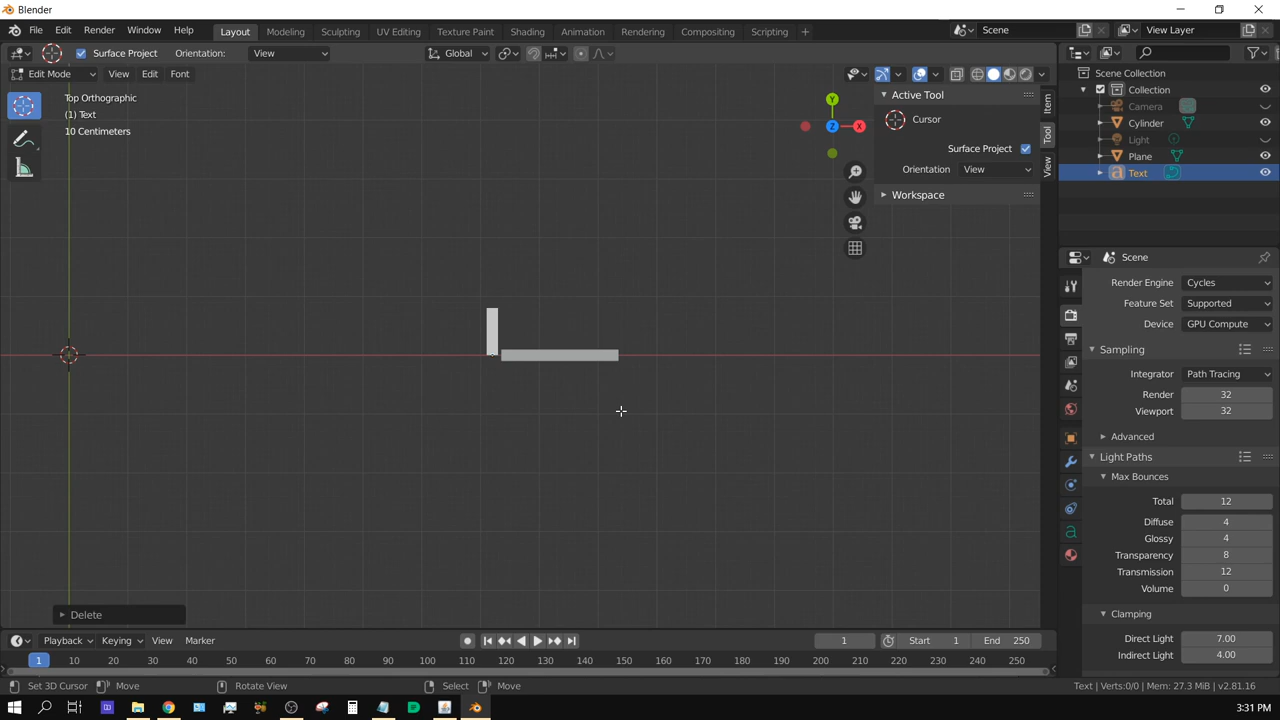 Blender
File Edit Render Window Help Layout Modeling Sculpting UV Editing Texture Paint Shading Animation Rendering Compositing Scripting + Scene View Layer
Surface Project Orientation: View Global
Edit Mode View Edit Font
Top Orthographic
(1) Text
10 Centimeters
Y
Z X
Active Tool
Cursor
Surface Project
Orientation View
Workspace
Item
Tool
View
Scene Collection
Collection
Camera
Cylinder
Light
Plane
Text
Scene
Render Engine Cycles
Feature Set Supported
Device GPU Compute
Sampling
Integrator Path Tracing
Render 32
Viewport 32
Advanced
Light Paths
Max Bounces
Total 12
Diffuse 4
Glossy 4
Transparency 8
Transmission 12
Volume 0
Clamping
Direct Light 7.00
Indirect Light 4.00
Delete
Playback Keying View Marker 1 Start 1 End 250
1 10 20 30 40 50 60 70 80 90 100 110 120 130 140 150 160 170 180 190 200 210 220 230 240 250
Set 3D Cursor Move Rotate View Select Move Text | Verts:0/0 | Mem: 27.3 MiB | v2.81.16
3:31 PM